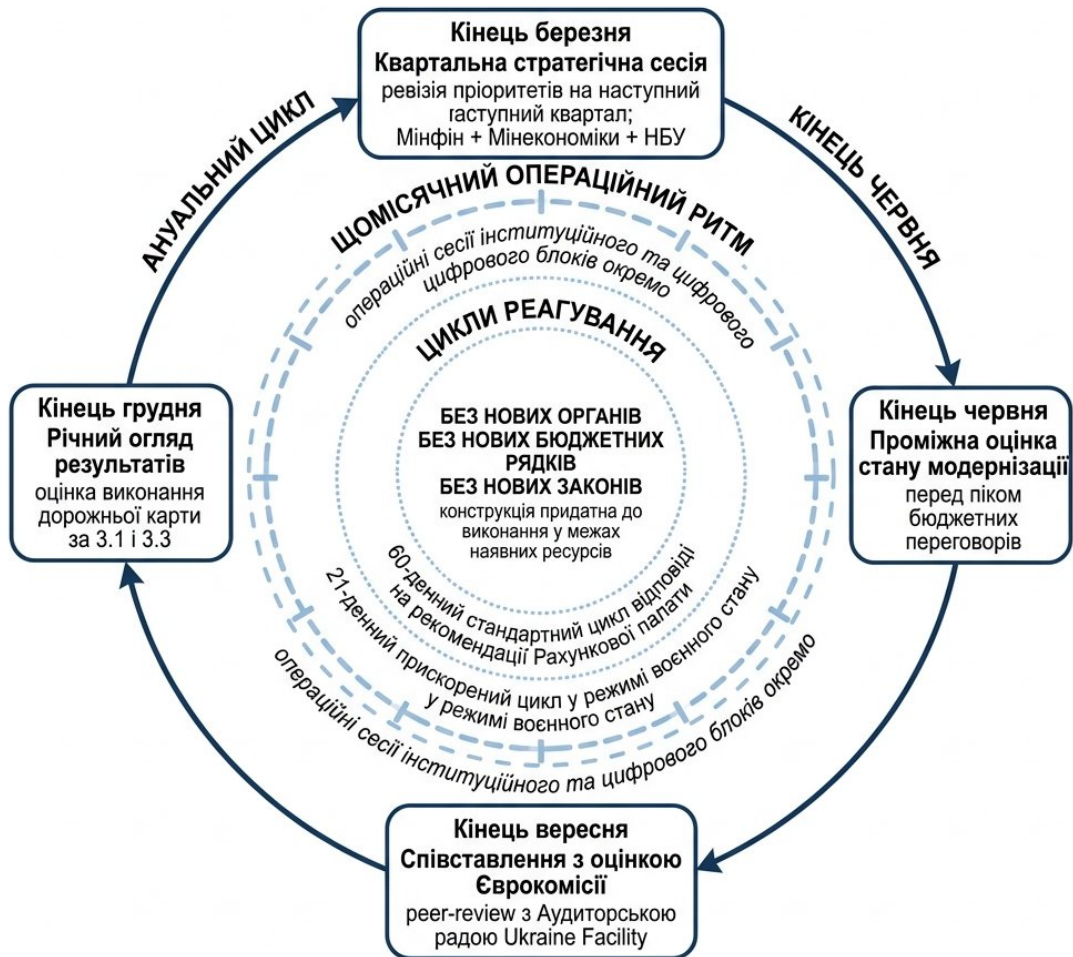 Кінець березня
Квартальна стратегічна сесія
ревізія пріоритетів на наступний
гаступний квартал;
Мінфін + Мінекономіки + НБУ
АНУАЛЬНИЙ ЦИКЛ
КІНЕЦЬ ЧЕРВНЯ
ЩОМІСЯЧНИЙ ОПЕРАЦІЙНИЙ РИТМ
операційні сесії інституційного та цифрового
цифрового блоків окремо
ЦИКЛИ РЕАГУВАННЯ
БЕЗ НОВИХ ОРГАНІВ
БЕЗ НОВИХ БЮДЖЕТНИХ
РЯДКІВ
БЕЗ НОВИХ ЗАКОНІВ
конструкція придатна до
виконання у межах
наявних ресурсів
60-денний стандартний цикл відповіді
на рекомендації Рахункової палати
21-денний прискорений цикл у режимі воєнного стану
у режимі воєнного стану
операційні сесії інституційного та цифрового блоків окремо
Кінець грудня
Річний огляд
результатів
оцінка виконання
дорожньої карти
за 3.1 і 3.3
Кінець червня
Проміжна оцінка
стану модернізації
перед піком
бюджетних
переговорів
Кінець вересня
Співставлення з оцінкою
Єврокомісії
peer-review з Аудиторською
радою Ukraine Facility